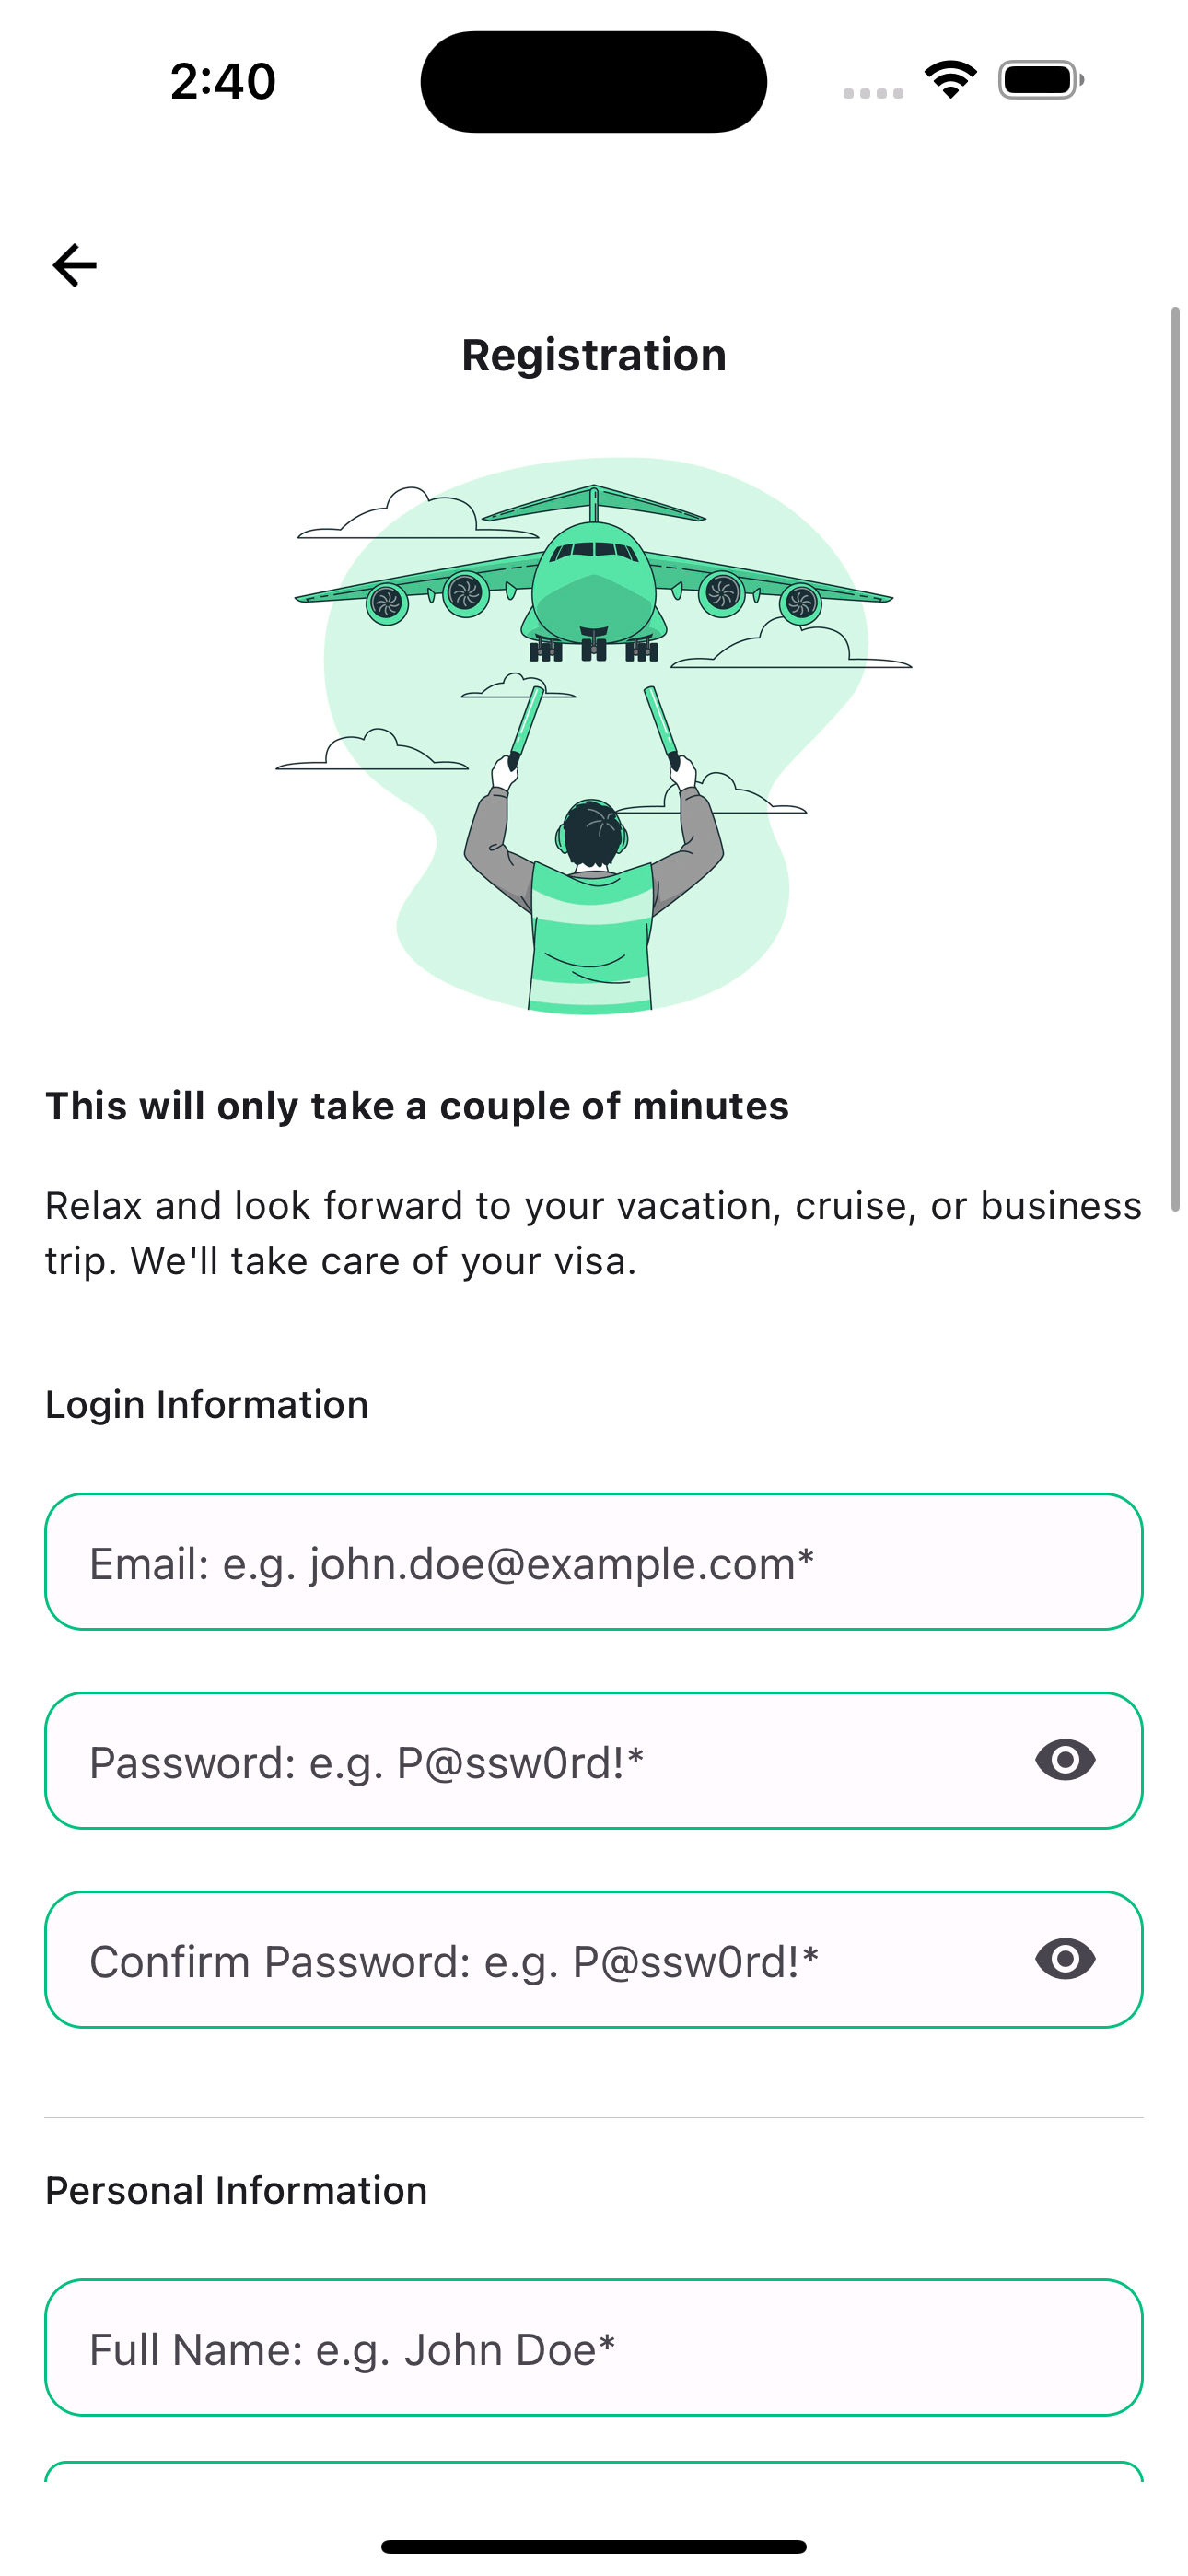 2:40
Registration
This will only take a couple of minutes
Relax and look forward to your vacation, cruise, or business
trip. We'll take care of your visa.
Login Information
Email: e.g. john.doe@example.com*
Password: e.g. P@ssw0rd!*
Confirm Password: e.g. P@ssw0rd!*
Personal Information
Full Name: e.g. John Doe*